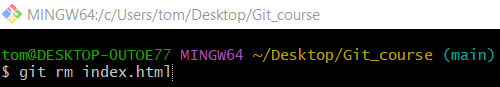 MINGW64:/c/Users/tom/Desktop/Git_course
tom@DESKTOP-OUTOE77 MINGW64 ~/Desktop/Git_course (main)
$ git rm index.html